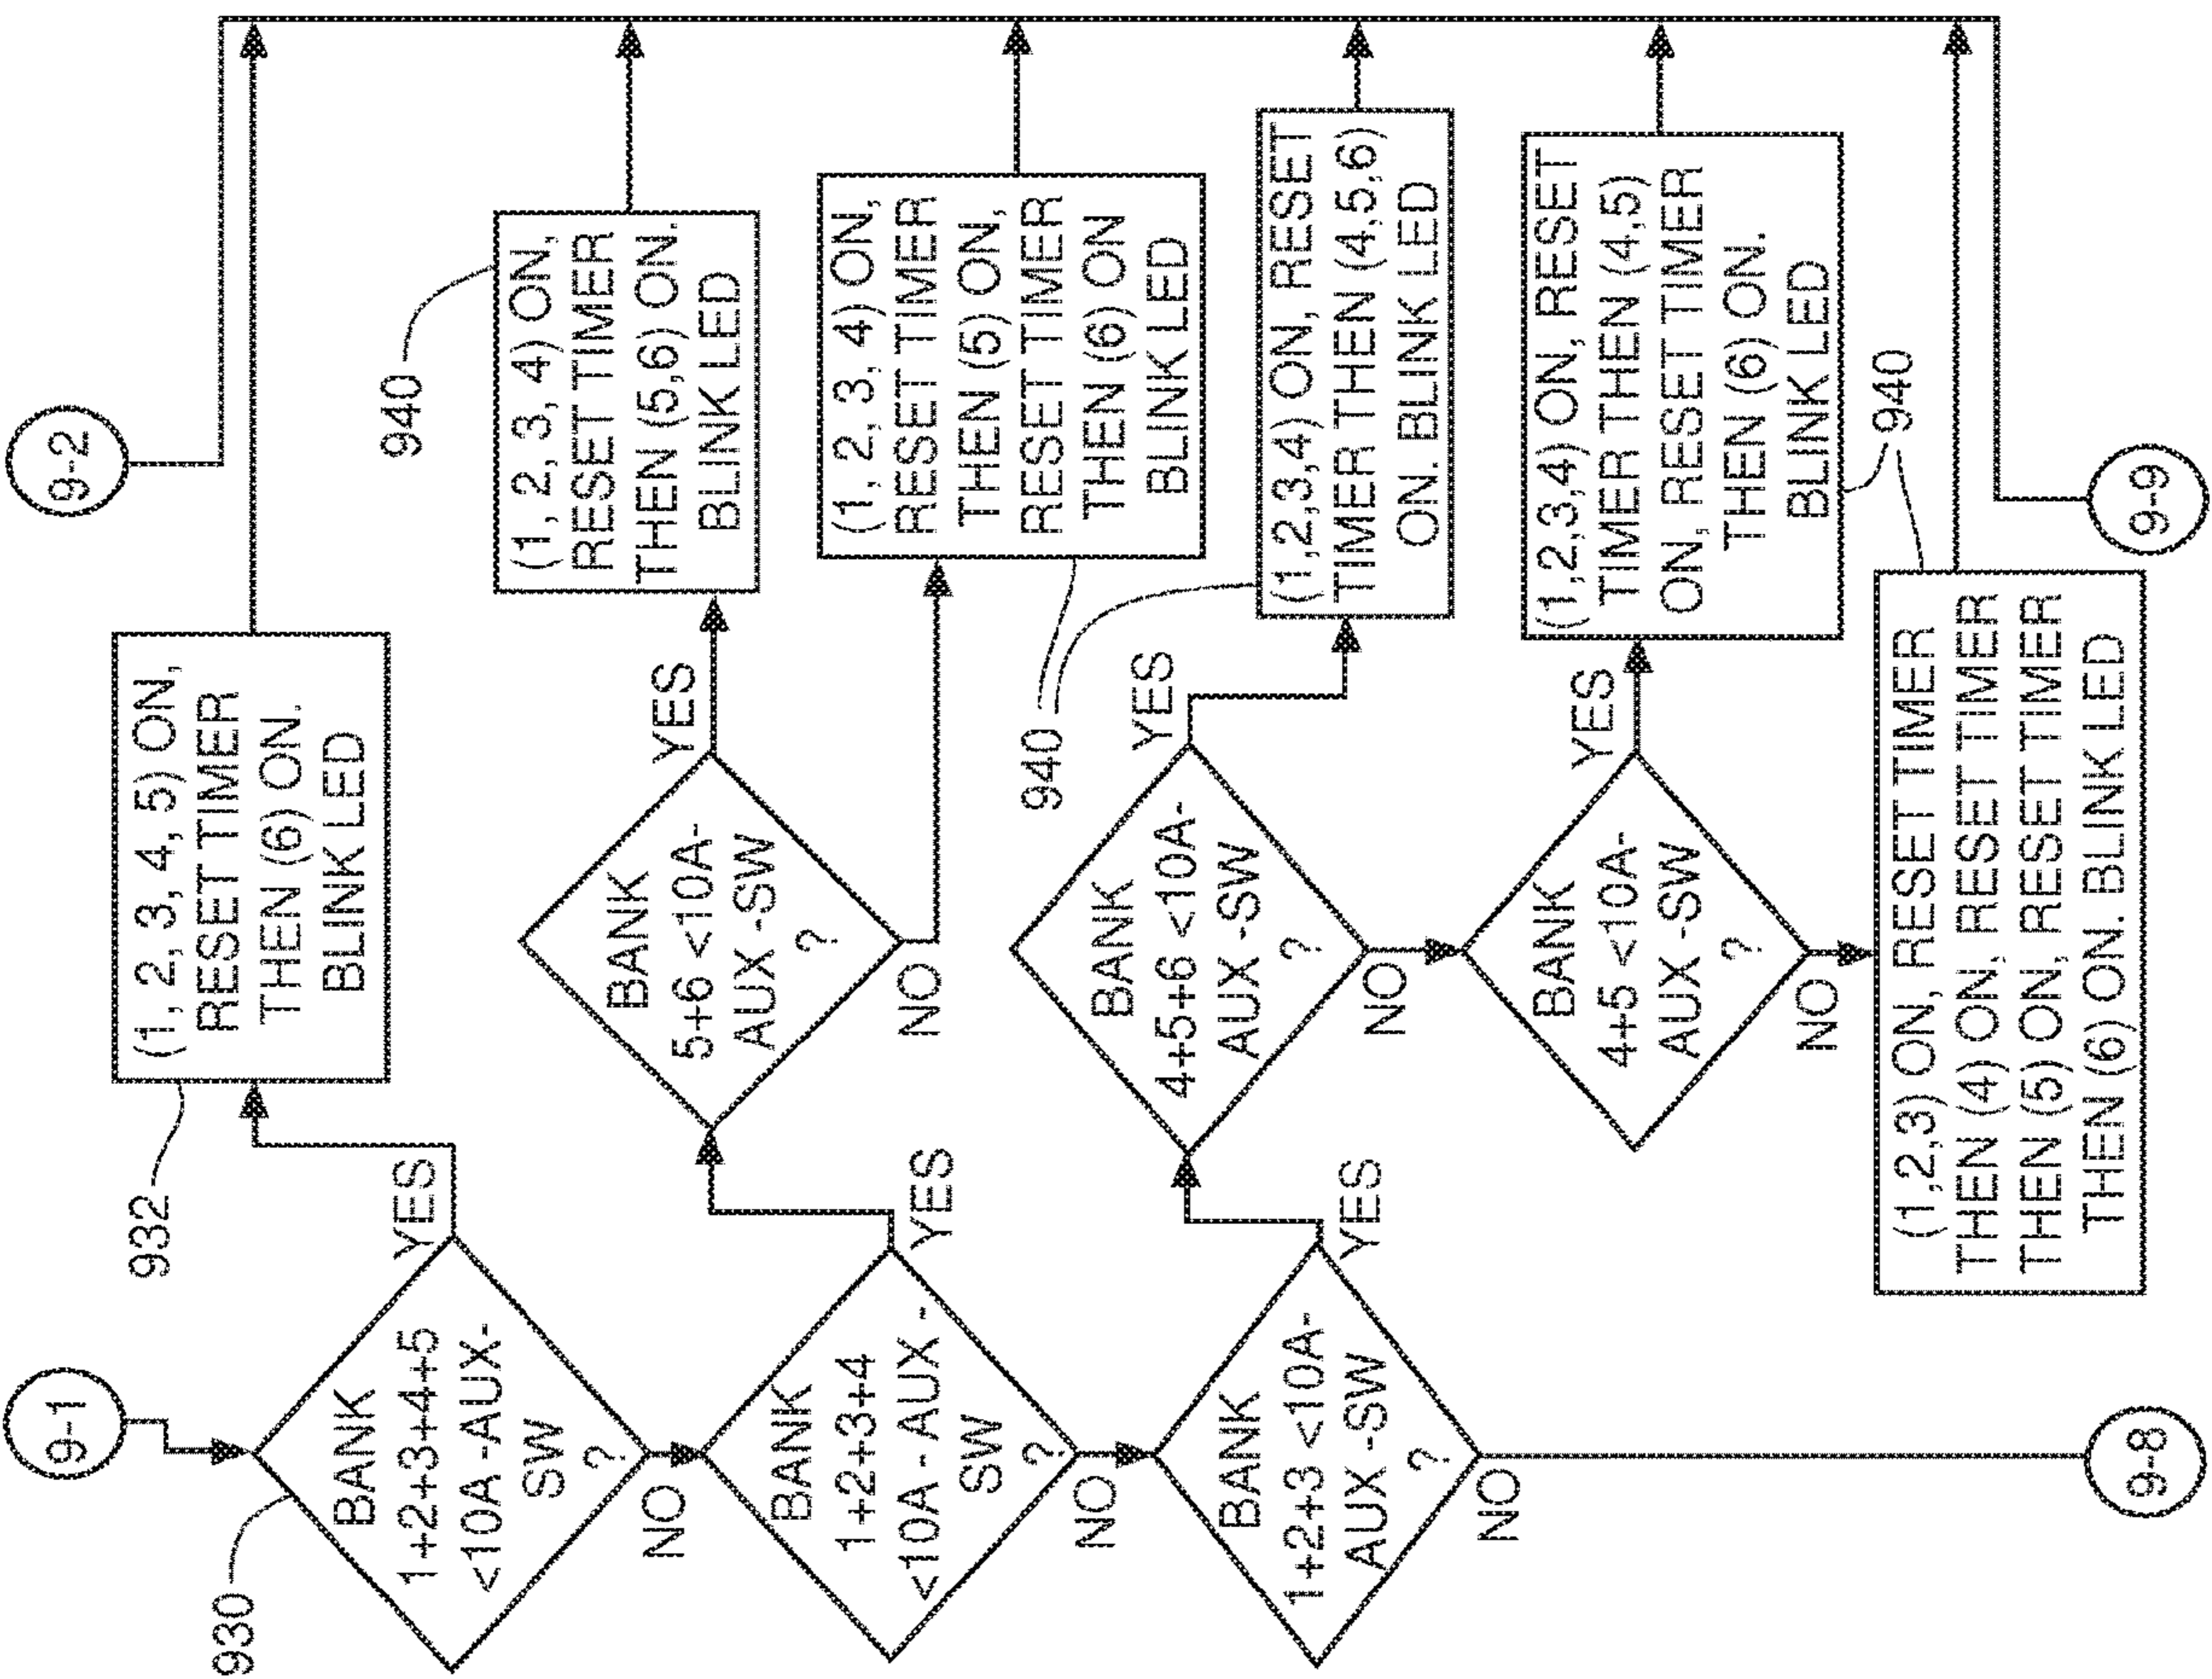 9-1
930
BANK
1+2+3+4+5
<10A -AUX-
SW
?
YES
NO
932
(1, 2, 3, 4, 5) ON,
RESET TIMER
THEN (6) ON.
BLINK LED
9-2
BANK
1+2+3+4
<10A - AUX -
SW
?
YES
NO
BANK
5+6 <10A-
AUX -SW
?
YES
NO
940
(1, 2, 3, 4) ON,
RESET TIMER
THEN (5,6) ON.
BLINK LED
(1, 2, 3, 4) ON,
RESET TIMER
THEN (5) ON,
RESET TIMER
THEN (6) ON
BLINK LED
940
BANK
1+2+3 <10A-
AUX -SW
?
YES
NO
BANK
4+5+6 <10A-
AUX -SW
?
YES
NO
(1,2,3,4) ON, RESET
TIMER THEN (4,5,6)
ON. BLINK LED
BANK
4+5 <10A-
AUX -SW
?
YES
NO
(1,2,3,4) ON, RESET
TIMER THEN (4,5)
ON, RESET TIMER
THEN (6) ON.
BLINK LED
940
(1,2,3) ON, RESET TIMER
THEN (4) ON, RESET TIMER
THEN (5) ON, RESET TIMER
THEN (6) ON. BLINK LED
9-8
9-9